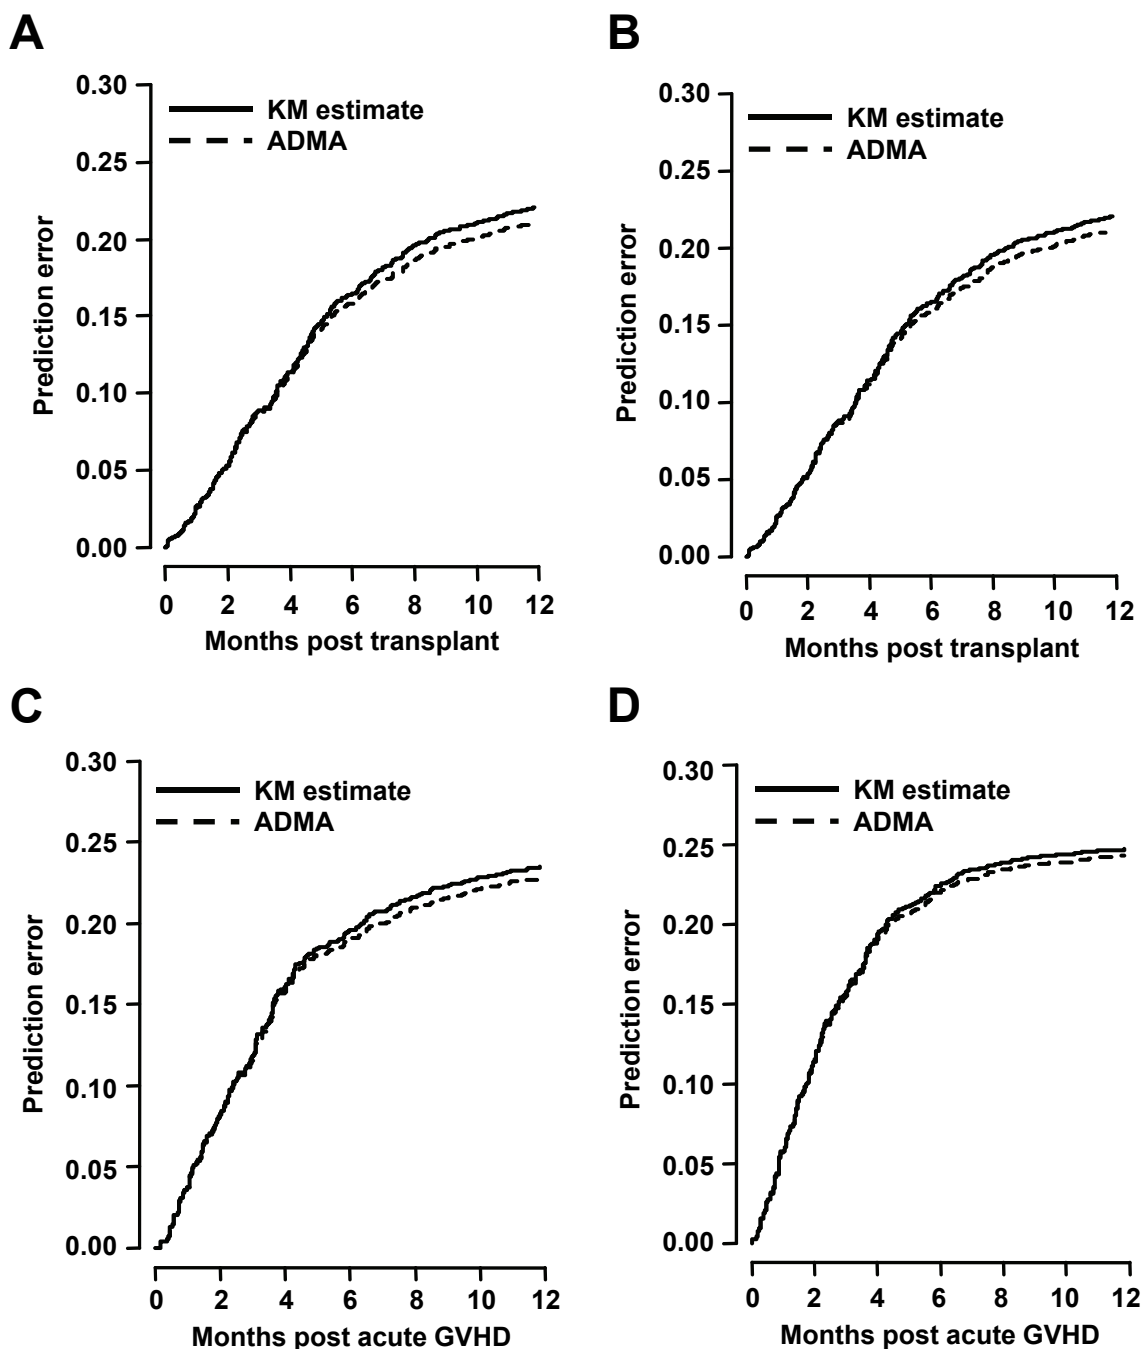 A
0.30
0.25
0.20
0.15
0.10
0.05
0.00
Prediction error
KM estimate
ADMA
0 2 4 6 8 10 12
Months post transplant
B
0.30
0.25
0.20
0.15
0.10
0.05
0.00
Prediction error
KM estimate
ADMA
0 2 4 6 8 10 12
Months post transplant
C
0.30
0.25
0.20
0.15
0.10
0.05
0.00
Prediction error
KM estimate
ADMA
0 2 4 6 8 10 12
Months post acute GVHD
D
0.30
0.25
0.20
0.15
0.10
0.05
0.00
Prediction error
KM estimate
ADMA
0 2 4 6 8 10 12
Months post acute GVHD